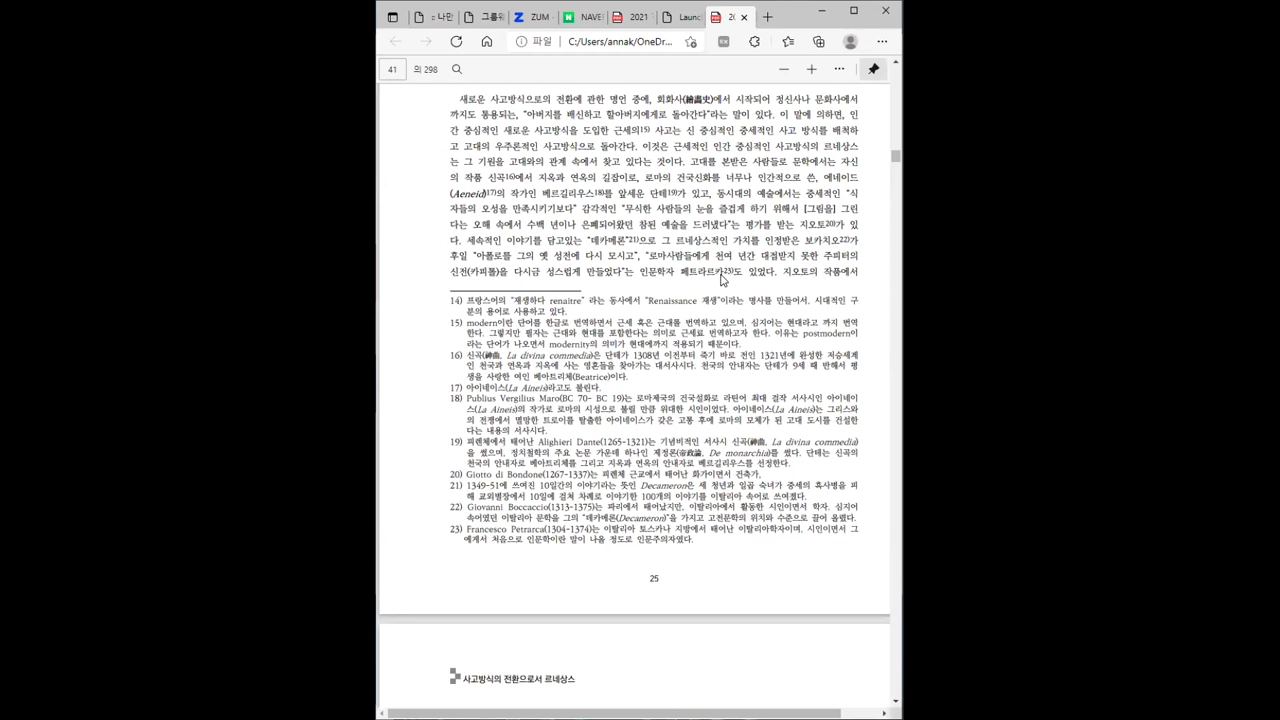 :: 나만
그룹위
ZUM
NAVE
2021
Launc
20
파일
C:/Users/annak/OneDr...
41
의 298
새로운 사고방식으로의 전환에 관한 명언 중에, 회화사(繪畵史)에서 시작되어 정신사나 문화사에서
까지도 통용되는, “아버지를 배신하고 할아버지에게로 돌아간다”라는 말이 있다. 이 말에 의하면, 인
간 중심적인 새로운 사고방식을 도입한 근세의15) 사고는 신 중심적인 중세적인 사고 방식를 배척하
고 고대의 우주론적인 사고방식으로 돌아간다. 이것은 근세적인 인간 중심적인 사고방식의 르네상스
는 그 기원을 고대와의 관계 속에서 찾고 있다는 것이다. 고대를 본받은 사람들로 문학에서는 자신
의 작품 신곡16)에서 지옥과 연옥의 길잡이로, 로마의 건국신화를 너무나 인간적으로 쓴, 에네이드
(Aeneid)17)의 작가인 베르길리우스18)를 앞세운 단테19)가 있고, 동시대의 예술에서는 중세적인 “식
자들의 오성을 만족시키기보다” 감각적인 “무식한 사람들의 눈을 즐겁게 하기 위해서 [그림을] 그린
다는 오해 속에서 수백 년이나 은폐되어왔던 참된 예술을 드러냈다”는 평가를 받는 지오토20)가 있
다. 세속적인 이야기를 담고있는 “데카메론”21)으로 그 르네상스적인 가치를 인정받은 보카치오22)가
후일 “아폴로를 그의 옛 성전에 다시 모시고”, “로마사람들에게 천여 년간 대접받지 못한 주피터의
신전(카피톨)을 다시금 성스럽게 만들었다”는 인문학자 페트라르카23)도 있었다. 지오토의 작품에서
14) 프랑스어의 “재생하다 renaitre” 라는 동사에서 “Renaissance 재생”이라는 명사를 만들어서, 시대적인 구
분의 용어로 사용하고 있다.
15) modern이란 단어를 한글로 번역하면서 근세 혹은 근대를 번역하고 있으며, 심지어는 현대라고 까지 번역
한다. 그렇지만 필자는 근대와 현대를 포함한다는 의미로 근세로 번역하고자 한다. 이유는 postmodern이
라는 단어가 나오면서 modernity의 의미가 현대에까지 적용되기 때문이다.
16) 신곡(神曲, La divina commedia)은 단테가 1308년 이전부터 죽기 바로 전인 1321년에 완성한 저승세계
인 천국과 연옥과 지옥에 사는 영혼들을 찾아가는 대서사시다. 천국의 안내자는 단테가 9세 때 반해서 평
생을 사랑한 여인 베아트리체(Beatrice)이다.
17) 아이네이스(La Aineis)라고도 불린다.
18) Publius Vergilius Maro(BC 70- BC 19)는 로마제국의 건국설화로 라틴어 최대 걸작 서사시인 아이네이
스(La Aineis)의 작가로 로마의 시성으로 불릴 만큼 위대한 시인이었다. 아이네이스(La Aineis)는 그리스와
의 전쟁에서 멸망한 트로이를 탈출한 아이네이스가 갖은 고통 후에 로마의 모체가 된 고대 도시를 건설한
다는 내용의 서사시다.
19) 피렌체에서 태어난 Alighieri Dante(1265-1321)는 기념비적인 서사시 신곡(神曲, La divina commedia)
을 썼으며, 정치철학의 주요 논문 가운데 하나인 제정론(帝政論, De monarchia)를 썼다. 단테는 신곡의
천국의 안내자로 베아트리체를 그리고 지옥과 연옥의 안내자로 베르길리우스를 선정한다.
20) Giotto di Bondone(1267-1337)는 피렌체 근교에서 태어난 화가이면서 건축가,
21) 1349-51에 쓰여진 10일간의 이야기라는 뜻인 Decameron은 세 청년과 일곱 숙녀가 중세의 흑사병을 피
해 교외별장에서 10일에 걸쳐 차례로 이야기한 100개의 이야기를 이탈리아 속어로 쓰여졌다.
22) Giovanni Boccaccio(1313-1375)는 파리에서 태어났지만, 이탈리아에서 활동한 시인이면서 학자. 심지어
속어였던 이탈리아 문학을 그의 “데카메론(Decameron)”을 가지고 고전문학의 위치와 수준으로 끌어 올렸다.
23) Francesco Petrarca(1304-1374)는 이탈리아 토스카나 지방에서 태어난 이탈리아학자이며, 시인이면서 그
에게서 처음으로 인문학이란 말이 나올 정도로 인문주의자였다.
25
사고방식의 전환으로서 르네상스